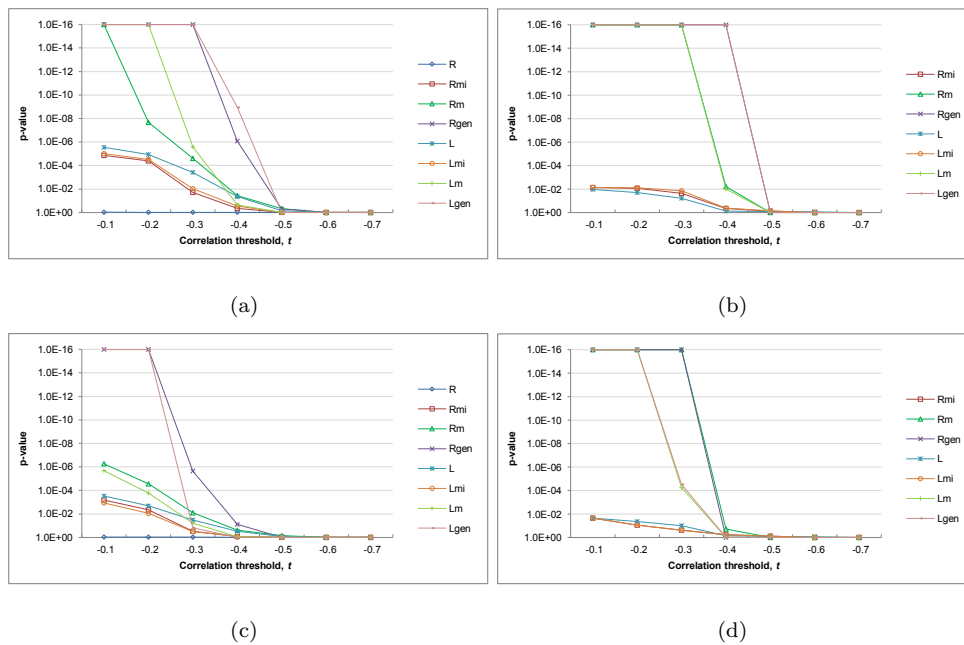 1.0E-16
1.0E-14
1.0E-12
1.0E-10
1.0E-08
1.0E-06
1.0E-04
1.0E-02
1.0E+00
p-value
-0.1 -0.2 -0.3 -0.4 -0.5 -0.6 -0.7
Correlation threshold, t
R
Rmi
Rm
Rgen
L
Lmi
Lm
Lgen
(a)
1.0E-16
1.0E-14
1.0E-12
1.0E-10
1.0E-08
1.0E-06
1.0E-04
1.0E-02
1.0E+00
p-value
-0.1 -0.2 -0.3 -0.4 -0.5 -0.6 -0.7
Correlation threshold, t
Rmi
Rm
Rgen
L
Lmi
Lm
Lgen
(b)
1.0E-16
1.0E-14
1.0E-12
1.0E-10
1.0E-08
1.0E-06
1.0E-04
1.0E-02
1.0E+00
p-value
-0.1 -0.2 -0.3 -0.4 -0.5 -0.6 -0.7
Correlation threshold, t
R
Rmi
Rm
Rgen
L
Lmi
Lm
Lgen
(c)
1.0E-16
1.0E-14
1.0E-12
1.0E-10
1.0E-08
1.0E-06
1.0E-04
1.0E-02
1.0E+00
p-value
-0.1 -0.2 -0.3 -0.4 -0.5 -0.6 -0.7
Correlation threshold, t
Rmi
Rm
Rgen
L
Lmi
Lm
Lgen
(d)